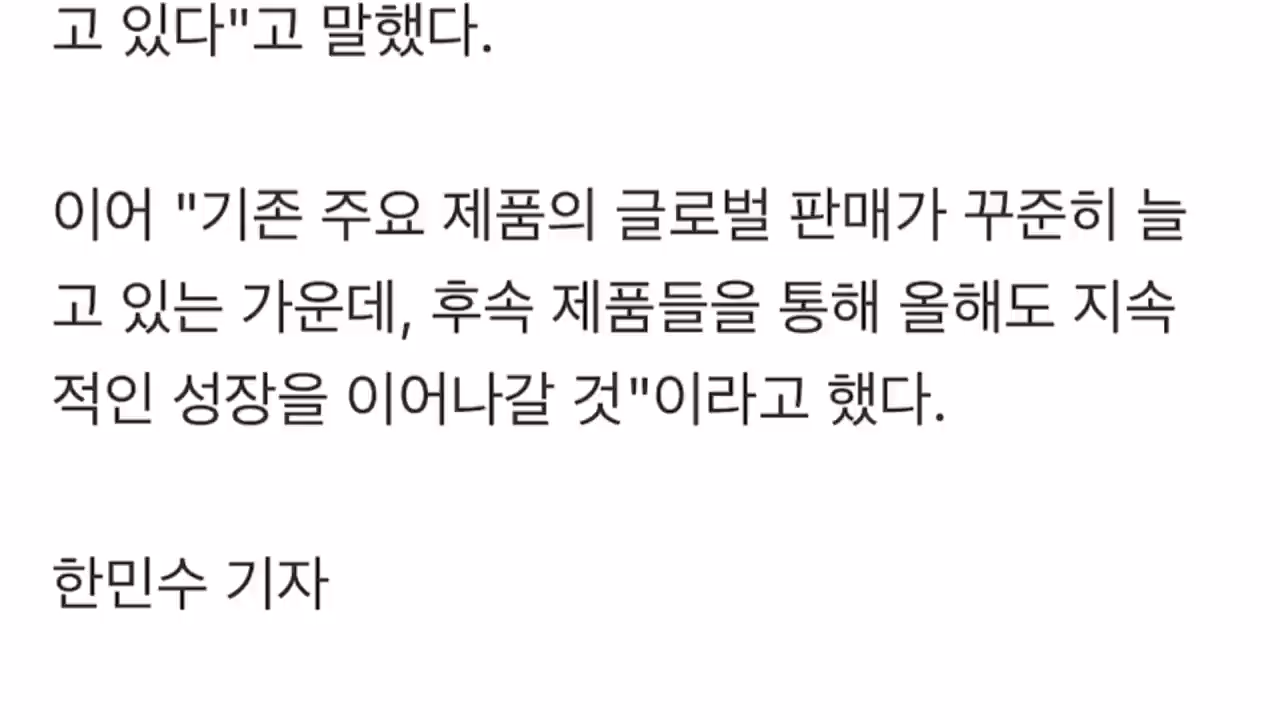 고 있다"고 말했다.
이어 "기존 주요 제품의 글로벌 판매가 꾸준히 늘
고 있는 가운데, 후속 제품들을 통해 올해도 지속
적인 성장을 이어나갈 것"이라고 했다.
한민수 기자